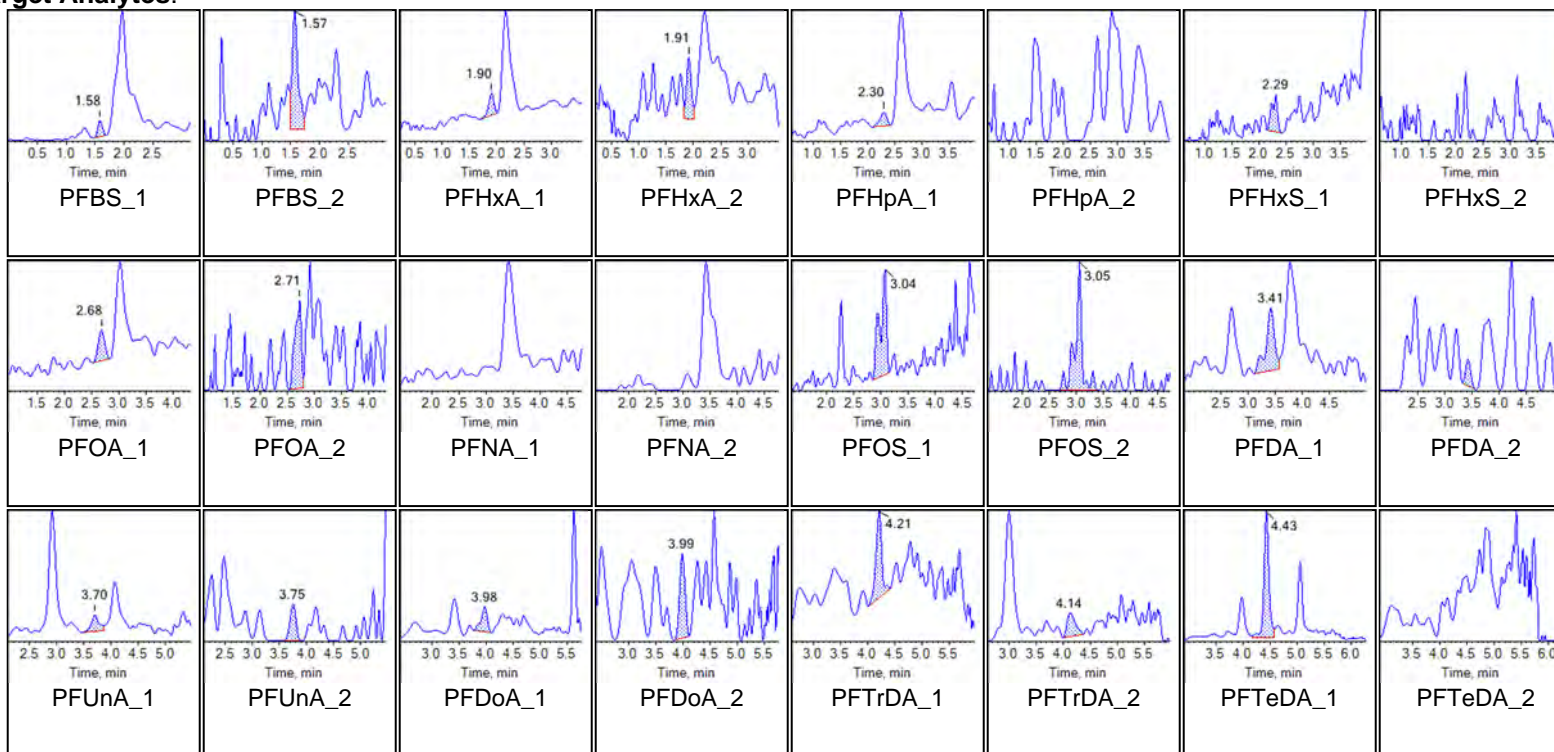 arget Analytes:
1.58 1.57 1.90 1.91 2.30 2.29
0.5 1.0 1.5 2.0 2.5 0.5 1.0 1.5 2.0 2.5 0.5 1.0 1.5 2.0 2.5 3.0 0.5 1.0 1.5 2.0 2.5 3.0 1.0 1.5 2.0 2.5 3.0 3.5 1.0 1.5 2.0 2.5 3.0 3.5 1.0 1.5 2.0 2.5 3.0 3.5 1.0 1.5 2.0 2.5 3.0 3.5
Time, min Time, min Time, min Time, min Time, min Time, min Time, min Time, min
PFBS_1 PFBS_2 PFHxA_1 PFHxA_2 PFHpA_1 PFHpA_2 PFHxS_1 PFHxS_2
2.68 2.71 3.04 3.05 3.41
1.5 2.0 2.5 3.0 3.5 4.0 1.5 2.0 2.5 3.0 3.5 4.0 2.0 2.5 3.0 3.5 4.0 4.5 2.0 2.5 3.0 3.5 4.0 4.5 2.0 2.5 3.0 3.5 4.0 4.5 2.0 2.5 3.0 3.5 4.0 4.5 2.5 3.0 3.5 4.0 4.5 2.5 3.0 3.5 4.0 4.5
Time, min Time, min Time, min Time, min Time, min Time, min Time, min Time, min
PFOA_1 PFOA_2 PFNA_1 PFNA_2 PFOS_1 PFOS_2 PFDA_1 PFDA_2
3.70 3.75 3.98 3.99 4.21 4.14 4.43
2.5 3.0 3.5 4.0 4.5 5.0 2.5 3.0 3.5 4.0 4.5 5.0 3.0 3.5 4.0 4.5 5.0 5.5 3.0 3.5 4.0 4.5 5.0 5.5 3.0 3.5 4.0 4.5 5.0 5.5 3.0 3.5 4.0 4.5 5.0 5.5 3.5 4.0 4.5 5.0 5.5 6.0 3.5 4.0 4.5 5.0 5.5 6.0
Time, min Time, min Time, min Time, min Time, min Time, min Time, min Time, min
PFUnA_1 PFUnA_2 PFDoA_1 PFDoA_2 PFTrDA_1 PFTrDA_2 PFTeDA_1 PFTeDA_2